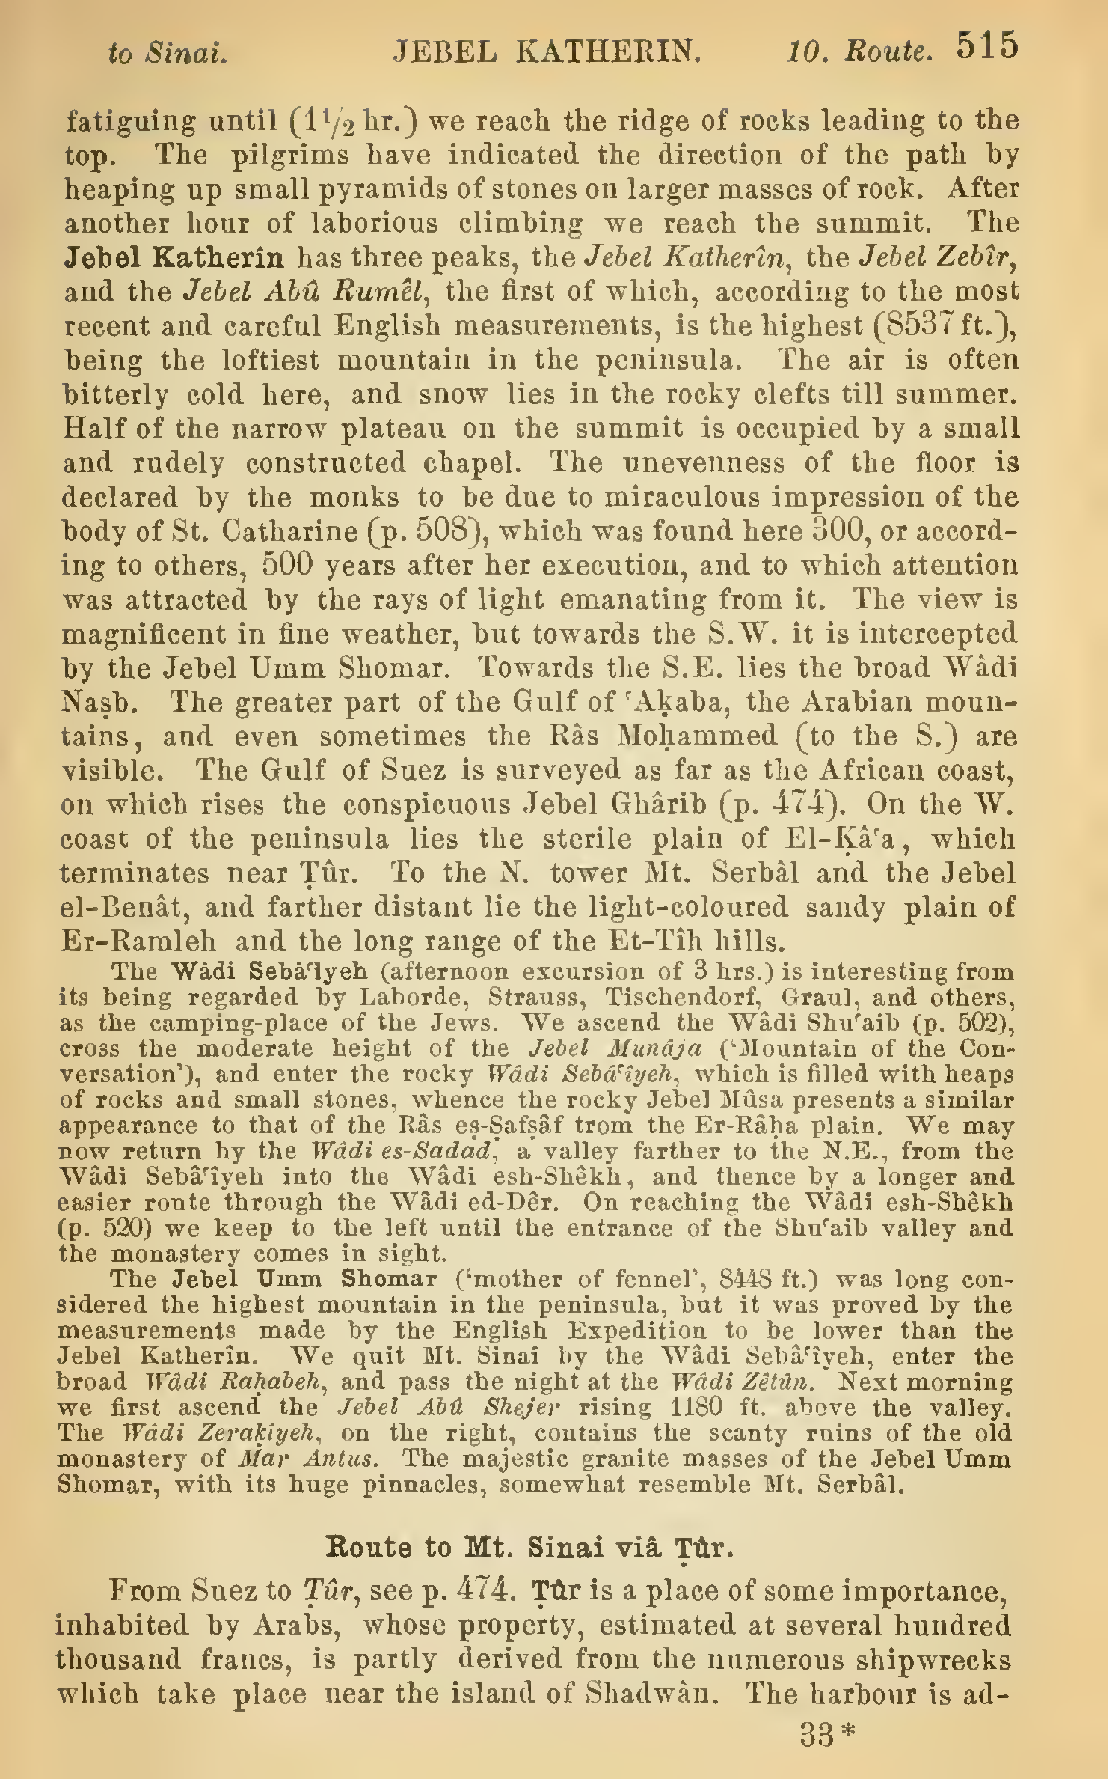 to Sinai. JEBEL KATHERIN. 10. Route. 515
fatiguing until (1 1/2 hr.) we reach the ridge of rocks leading to the
top. The pilgrims have indicated the direction of the path by
heaping up small pyramids of stones on larger masses of rock. After
another hour of laborious climbing we reach the summit. The
Jebel Katherîn has three peaks, the Jebel Katherîn, the Jebel Zebîr,
and the Jebel Abû Rumêl, the first of which, according to the most
recent and careful English measurements, is the highest (8537 ft.),
being the loftiest mountain in the peninsula. The air is often
bitterly cold here, and snow lies in the rocky clefts till summer.
Half of the narrow plateau on the summit is occupied by a small
and rudely constructed chapel. The unevenness of the floor is
declared by the monks to be due to miraculous impression of the
body of St. Catharine (p. 508), which was found here 300, or accord-
ing to others, 500 years after her execution, and to which attention
was attracted by the rays of light emanating from it. The view is
magnificent in fine weather, but towards the S.W. it is intercepted
by the Jebel Umm Shomar. Towards the S.E. lies the broad Wâdi
Naṣb. The greater part of the Gulf of ʿAḳaba, the Arabian moun-
tains, and even sometimes the Râs Moḥammed (to the S.) are
visible. The Gulf of Suez is surveyed as far as the African coast,
on which rises the conspicuous Jebel Ghârib (p. 474). On the W.
coast of the peninsula lies the sterile plain of El-Ḳâʿa, which
terminates near Ṭûr. To the N. tower Mt. Serbâl and the Jebel
el-Benât, and farther distant lie the light-coloured sandy plain of
Er-Ramleh and the long range of the Et-Tîh hills.
The Wâdi Sebâʿîyeh (afternoon excursion of 3 hrs.) is interesting from
its being regarded by Laborde, Strauss, Tischendorf, Graul, and others,
as the camping-place of the Jews. We ascend the Wâdi Shuʿaib (p. 502),
cross the moderate height of the Jebel Munâja (‘Mountain of the Con-
versation’), and enter the rocky Wâdi Sebâʿîyeh, which is filled with heaps
of rocks and small stones, whence the rocky Jebel Mûsa presents a similar
appearance to that of the Râs eṣ-Ṣafṣâf from the Er-Râḥa plain. We may
now return by the Wâdi es-Sadad, a valley farther to the N.E., from the
Wâdi Sebâʿîyeh into the Wâdi esh-Shêkh, and thence by a longer and
easier route through the Wâdi ed-Dêr. On reaching the Wâdi esh-Shêkh
(p. 520) we keep to the left until the entrance of the Shuʿaib valley and
the monastery comes in sight.
The Jebel Umm Shomar (‘mother of fennel’, 8448 ft.) was long con-
sidered the highest mountain in the peninsula, but it was proved by the
measurements made by the English Expedition to be lower than the
Jebel Katherîn. We quit Mt. Sinai by the Wâdi Sebâʿîyeh, enter the
broad Wâdi Raḥabeh, and pass the night at the Wâdi Zêtûn. Next morning
we first ascend the Jebel Abû Shejer rising 1180 ft. above the valley.
The Wâdi Zeraḳîyeh, on the right, contains the scanty ruins of the old
monastery of Mar Antus. The majestic granite masses of the Jebel Umm
Shomar, with its huge pinnacles, somewhat resemble Mt. Serbâl.
Route to Mt. Sinai viâ Ṭûr.
From Suez to Ṭûr, see p. 474. Ṭûr is a place of some importance,
inhabited by Arabs, whose property, estimated at several hundred
thousand francs, is partly derived from the numerous shipwrecks
which take place near the island of Shadwân. The harbour is ad-
33*